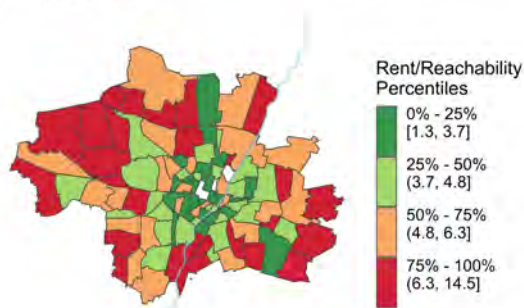 Rent/Reachability
Percentiles
0% - 25%
[1.3, 3.7]
25% - 50%
(3.7, 4.8]
50% - 75%
(4.8, 6.3]
75% - 100%
(6.3, 14.5]